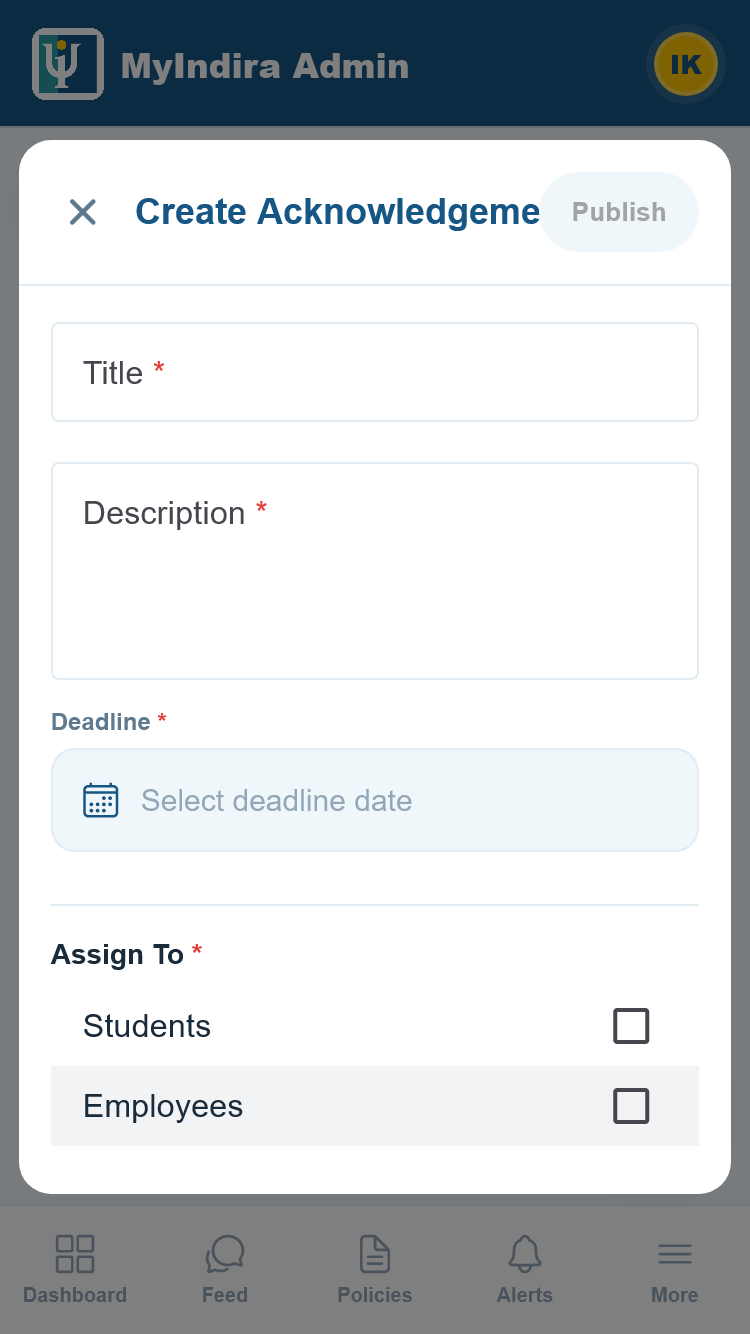 MyIndira Admin
IK
Create Acknowledgeme
Publish
Title *
Description *
Deadline *
Select deadline date
Assign To *
Students
Employees
Dashboard
Feed
Policies
Alerts
More